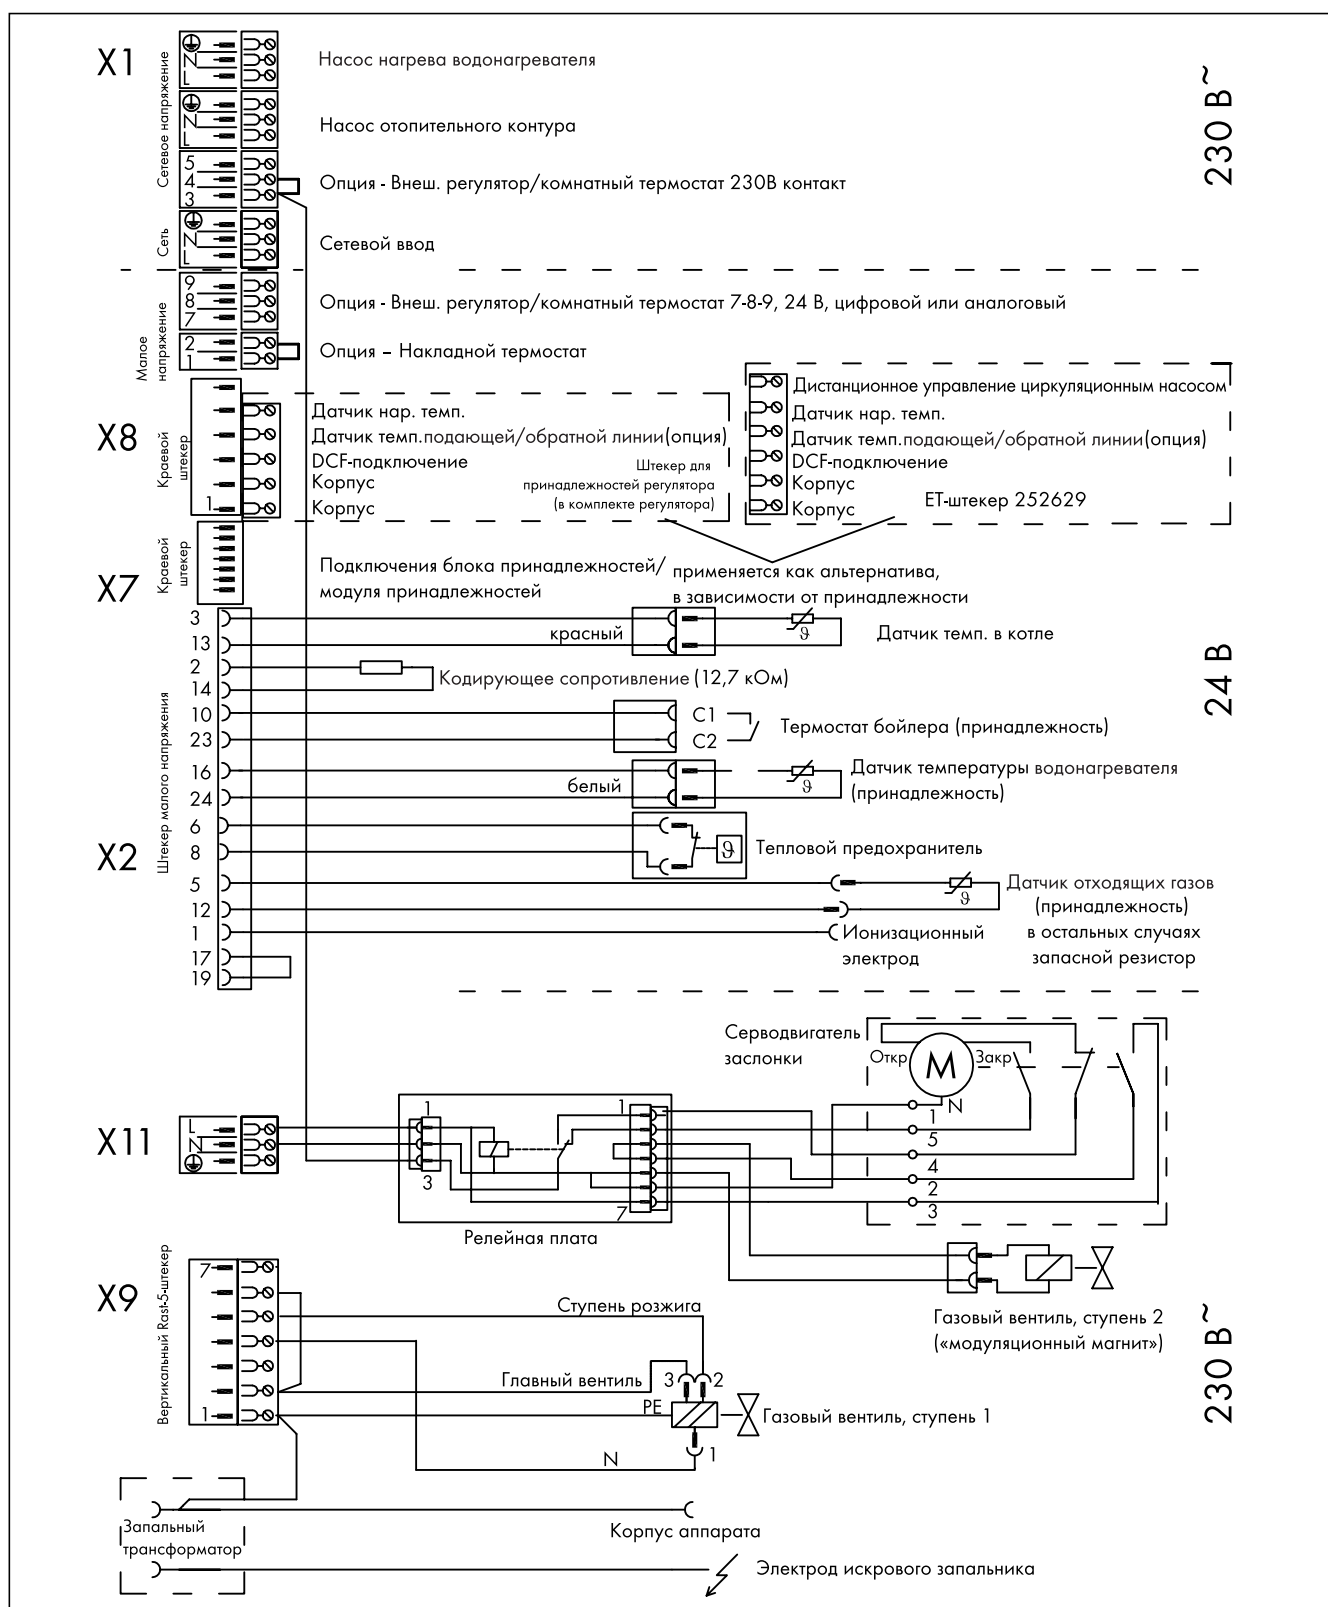 X1
Сетевое напряжение
N
L
Насос нагрева водонагревателя
230 В~
N
L
Насос отопительного контура
5
4
3
Опция - Внеш. регулятор/комнатный термостат 230В контакт
Сеть
N
L
Сетевой ввод
Малое
напряжение
9
8
7
Опция - Внеш. регулятор/комнатный термостат 7-8-9, 24 В, цифровой или аналоговый
2
1
Опция – Накладной термостат
X8
Краевой
штекер
1
Датчик нар. темп.
Датчик темп.подающей/обратной линии(опция)
DCF-подключение
Корпус
Корпус
Штекер для
принадлежностей регулятора
(в комплекте регулятора)
Дистанционное управление циркуляционным насосом
Датчик нар. темп.
Датчик темп.подающей/обратной линии(опция)
DCF-подключение
Корпус
Корпус
ET-штекер 252629
X7
Краевой
штекер
Подключения блока принадлежностей/
модуля принадлежностей
применяется как альтернатива,
в зависимости от принадлежности
24 В
X2
Штекер малого напряжения
3
13
красный
ϑ
Датчик темп. в котле
2
14
Кодирующее сопротивление (12,7 кОм)
10
23
C1
C2
Термостат бойлера (принадлежность)
16
24
белый
ϑ
Датчик температуры водонагревателя
(принадлежность)
6
8
ϑ
Тепловой предохранитель
5
12
ϑ
Датчик отходящих газов
(принадлежность)
в остальных случаях
запасной резистор
1
Ионизационный
электрод
17
19
Серводвигатель
заслонки
Откр
M
Закр
N
1
5
4
2
3
X11
L
N
1
3
1
7
Релейная плата
Газовый вентиль, ступень 2
(«модуляционный магнит»)
230 В~
X9
Вертикальный Rast-5-штекер
7
1
Ступень розжига
Главный вентиль
3
2
PE
Газовый вентиль, ступень 1
N
1
Запальный
трансформатор
Корпус аппарата
Электрод искрового запальника